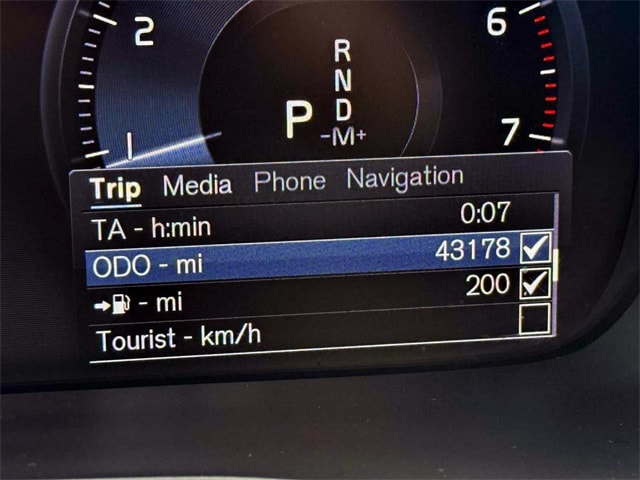 2
6
R
N
P D
-M+
1
7
Trip Media Phone Navigation
TA - h:min 0:07
ODO - mi 43178
- mi 200
Tourist - km/h